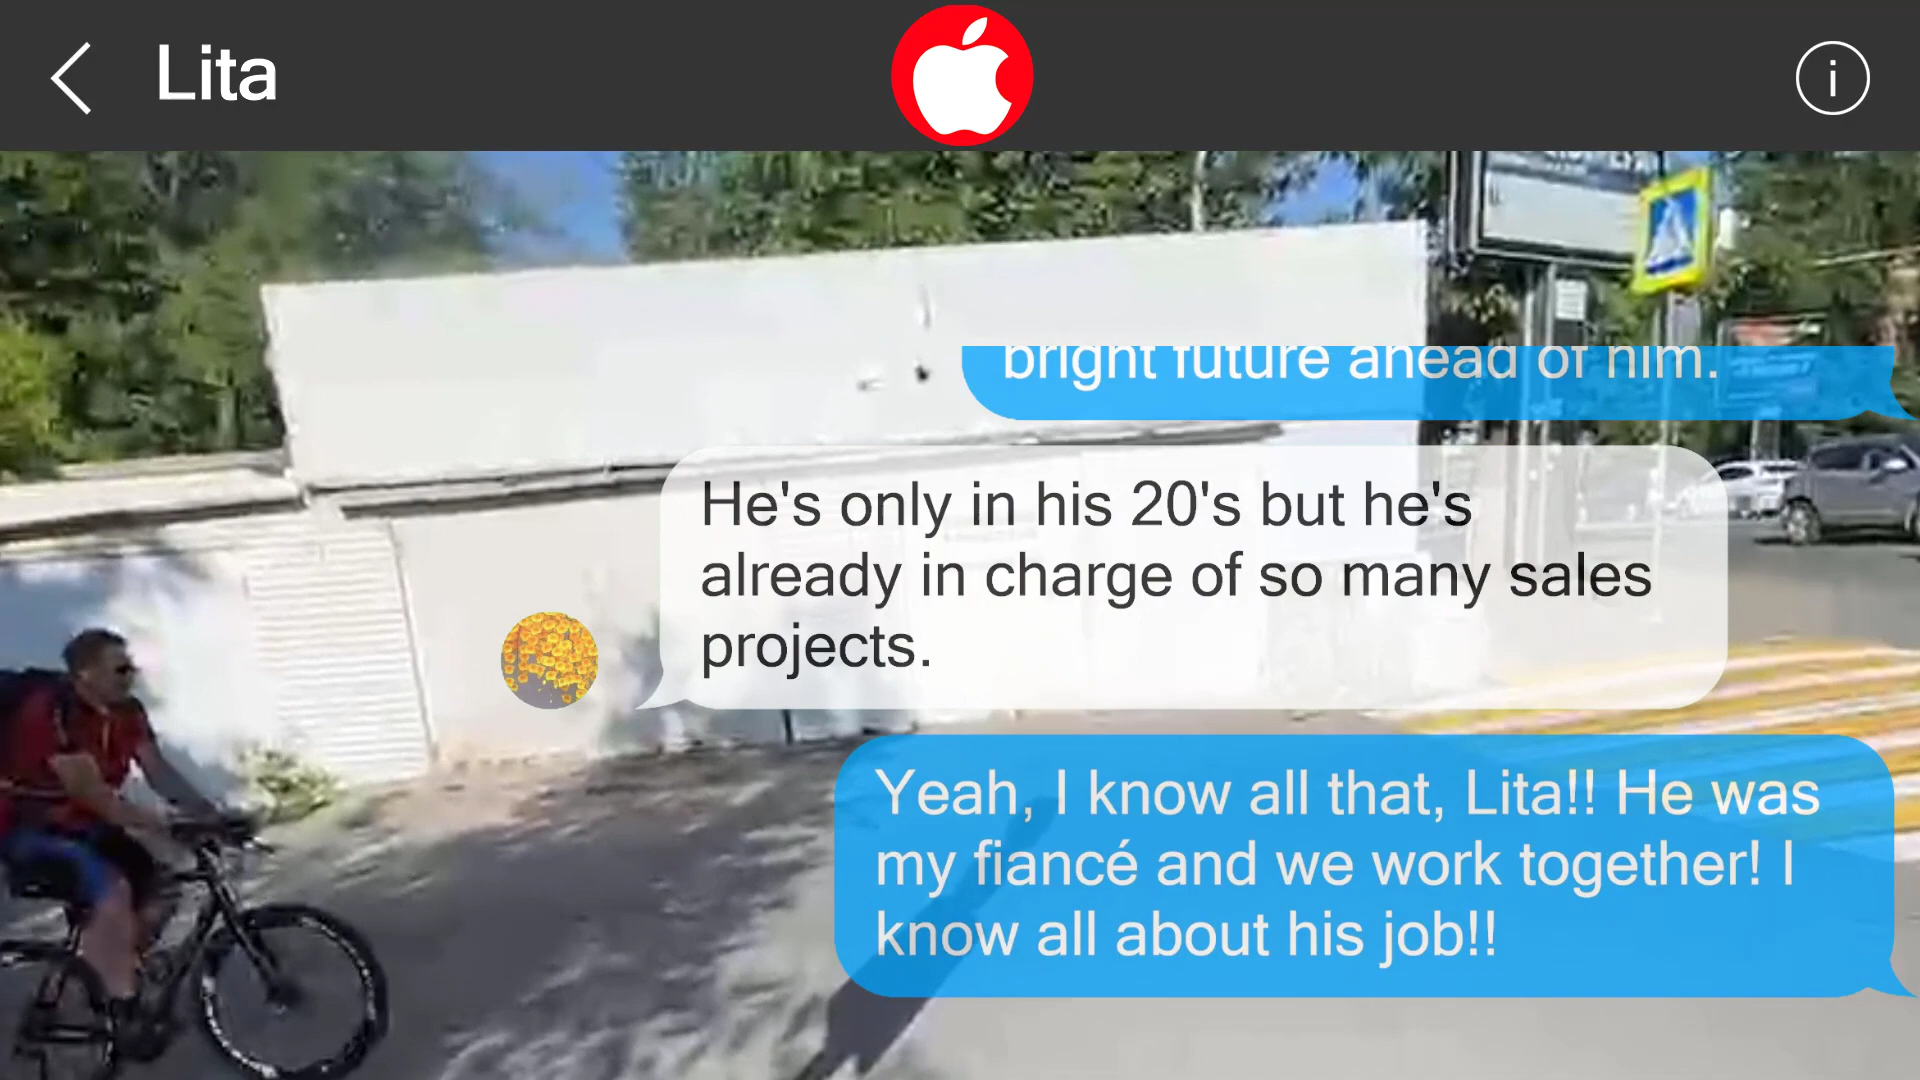 Lita
bright future ahead of him.
He's only in his 20's but he's
already in charge of so many sales
projects.
Yeah, I know all that, Lita!! He was
my fiancé and we work together! I
know all about his job!!